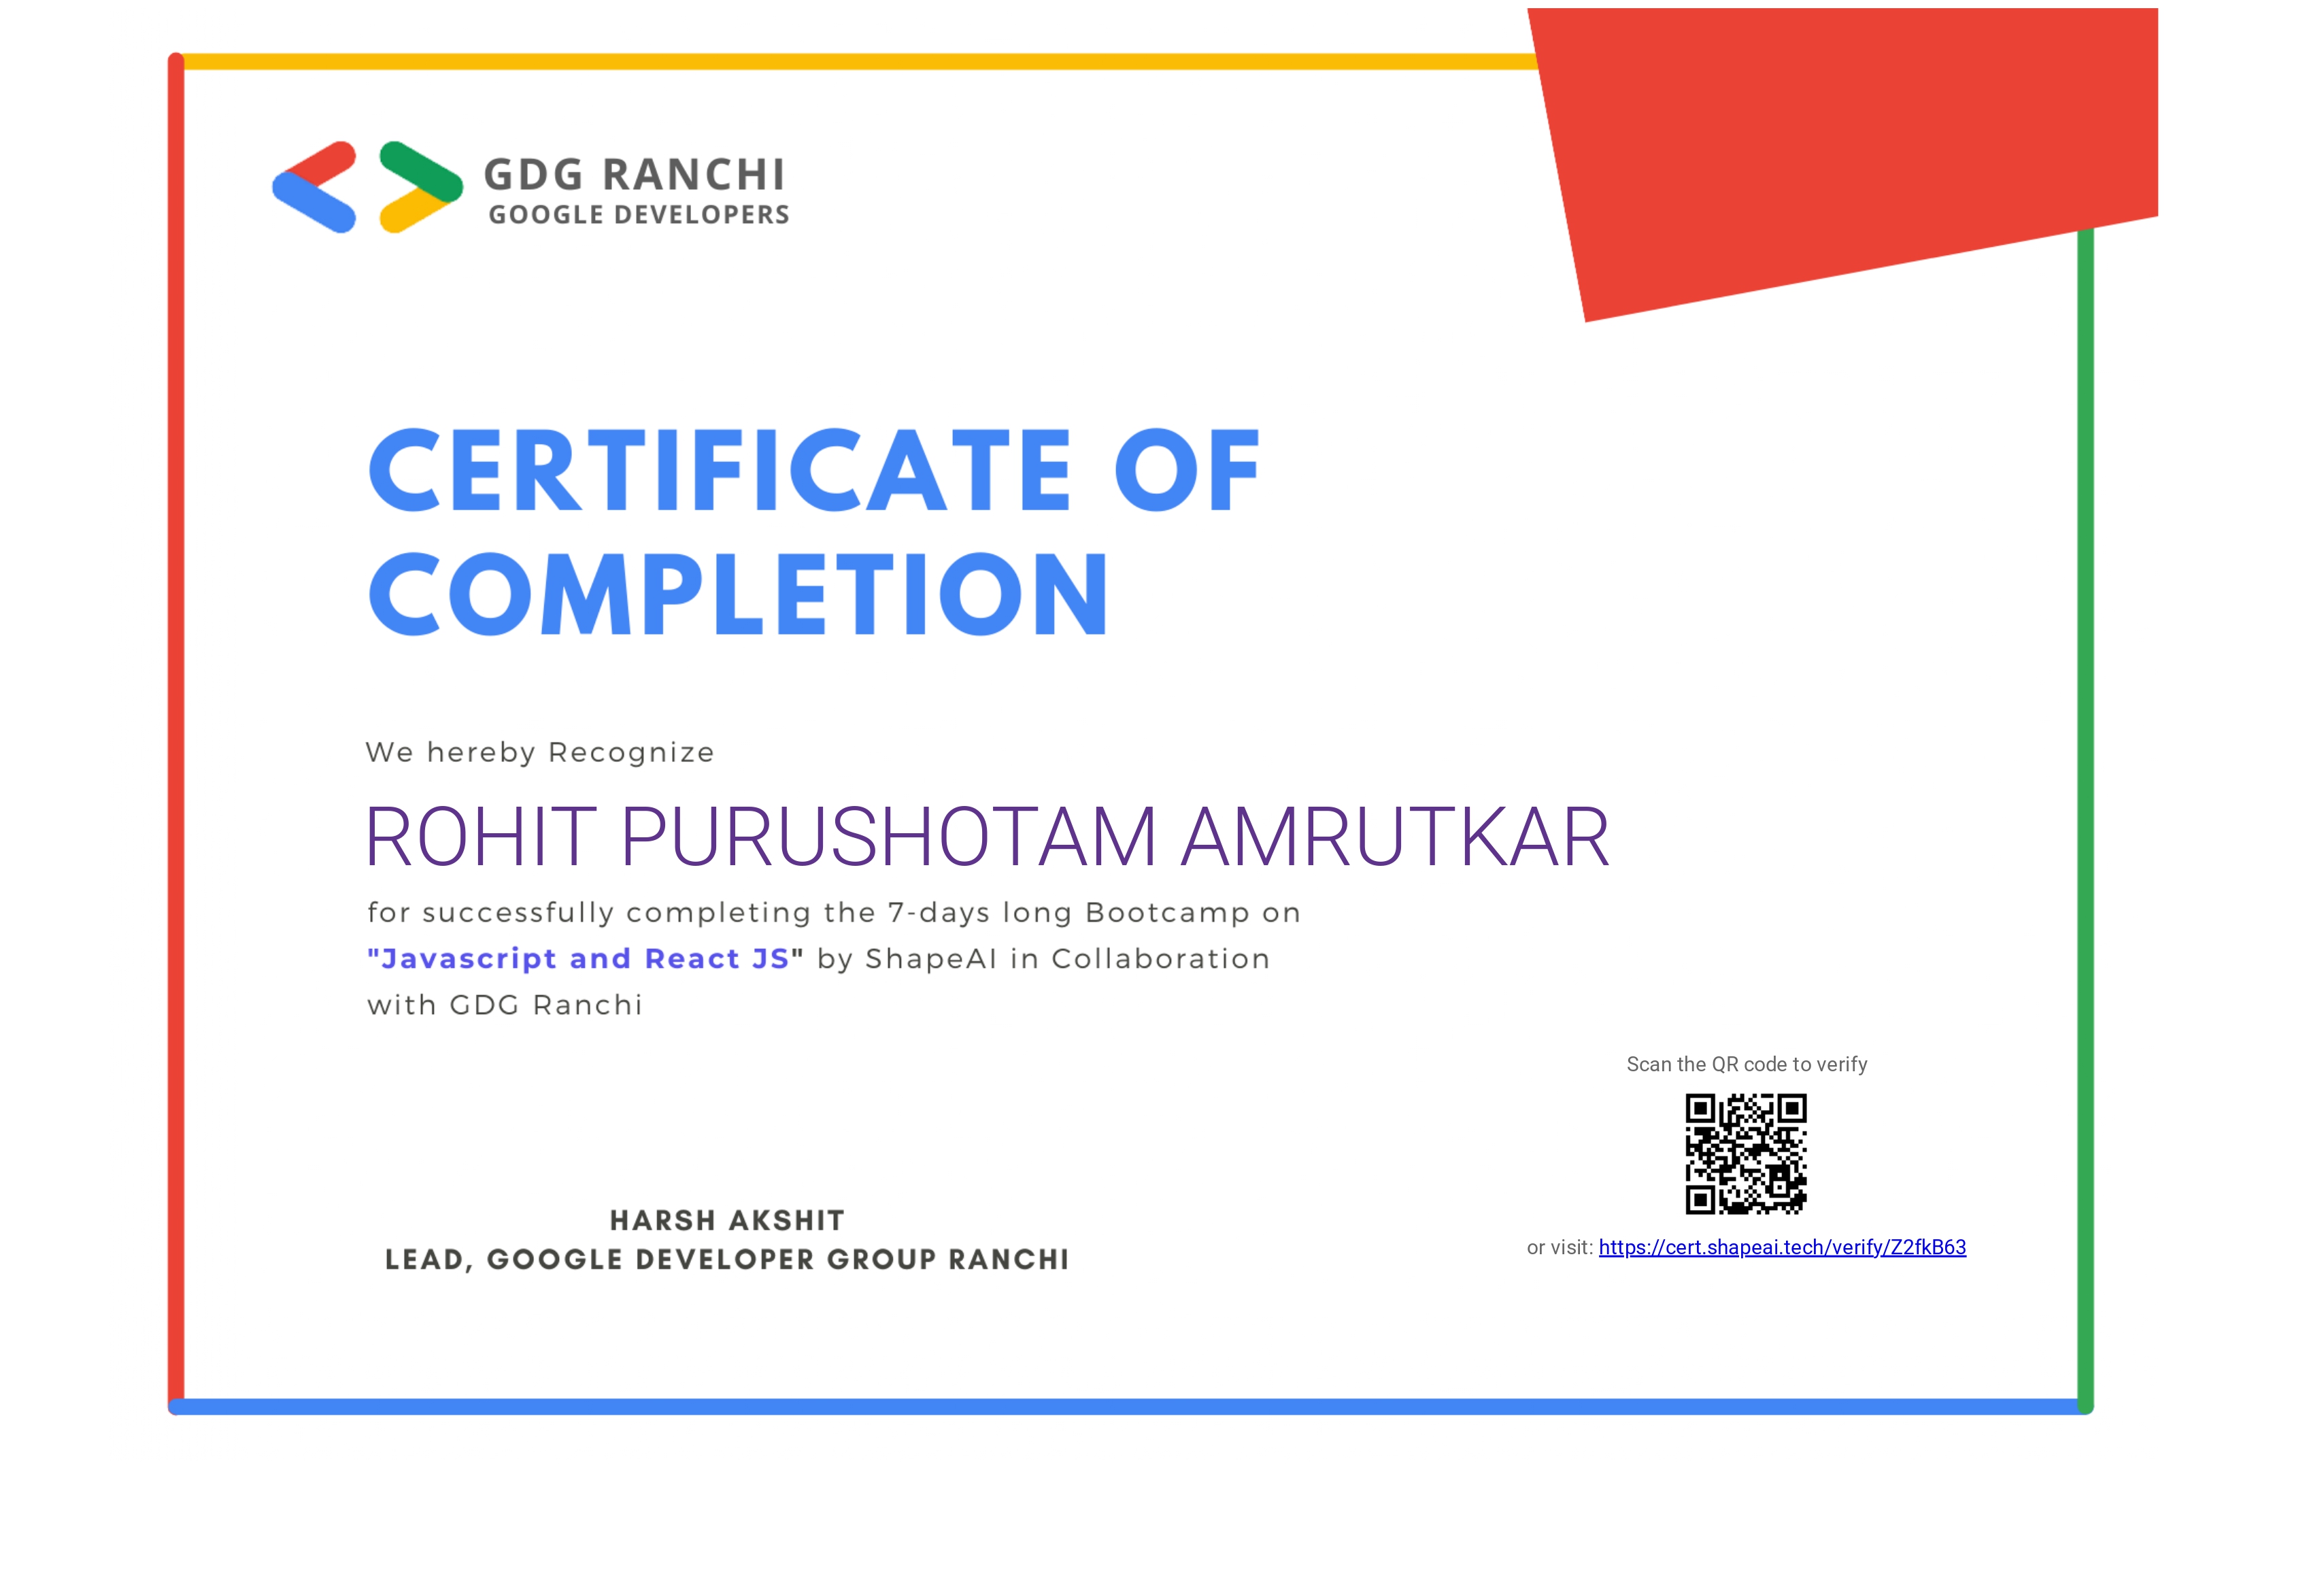 GDG RANCHI
GOOGLE DEVELOPERS
CERTIFICATE OF
COMPLETION
We hereby Recognize
ROHIT PURUSHOTAM AMRUTKAR
for successfully completing the 7-days long Bootcamp on
"Javascript and React JS" by ShapeAI in Collaboration
with GDG Ranchi
Scan the QR code to verify
HARSH AKSHIT
LEAD, GOOGLE DEVELOPER GROUP RANCHI
or visit: https://cert.shapeai.tech/verify/Z2fkB63